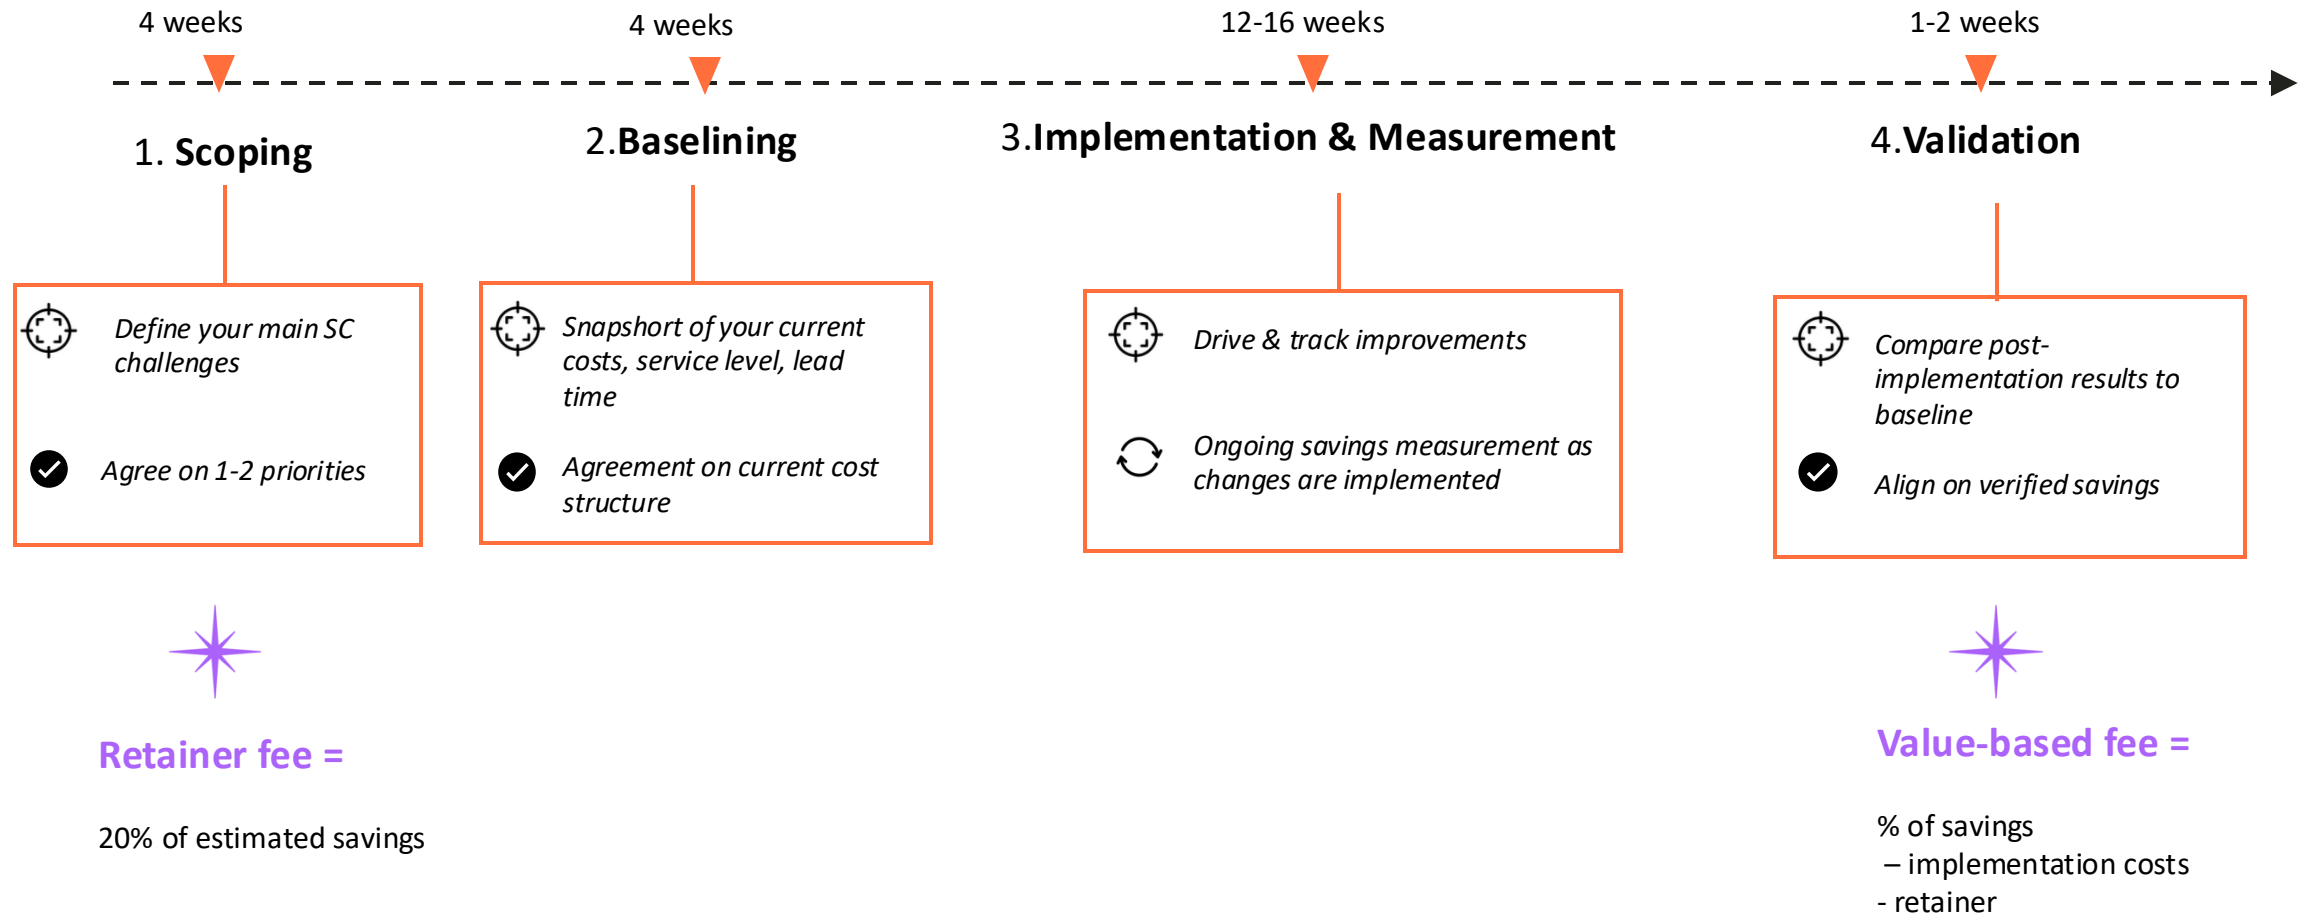 4 weeks
4 weeks
12-16 weeks
1-2 weeks
1. Scoping
2.Baselining
3.Implementation & Measurement
4.Validation
Define your main SC
challenges
Agree on 1-2 priorities
Snapshort of your current
costs, service level, lead
time
Agreement on current cost
structure
Drive & track improvements
Ongoing savings measurement as
changes are implemented
Compare post-
implementation results to
baseline
Align on verified savings
Retainer fee =
20% of estimated savings
Value-based fee =
% of savings
– implementation costs
- retainer